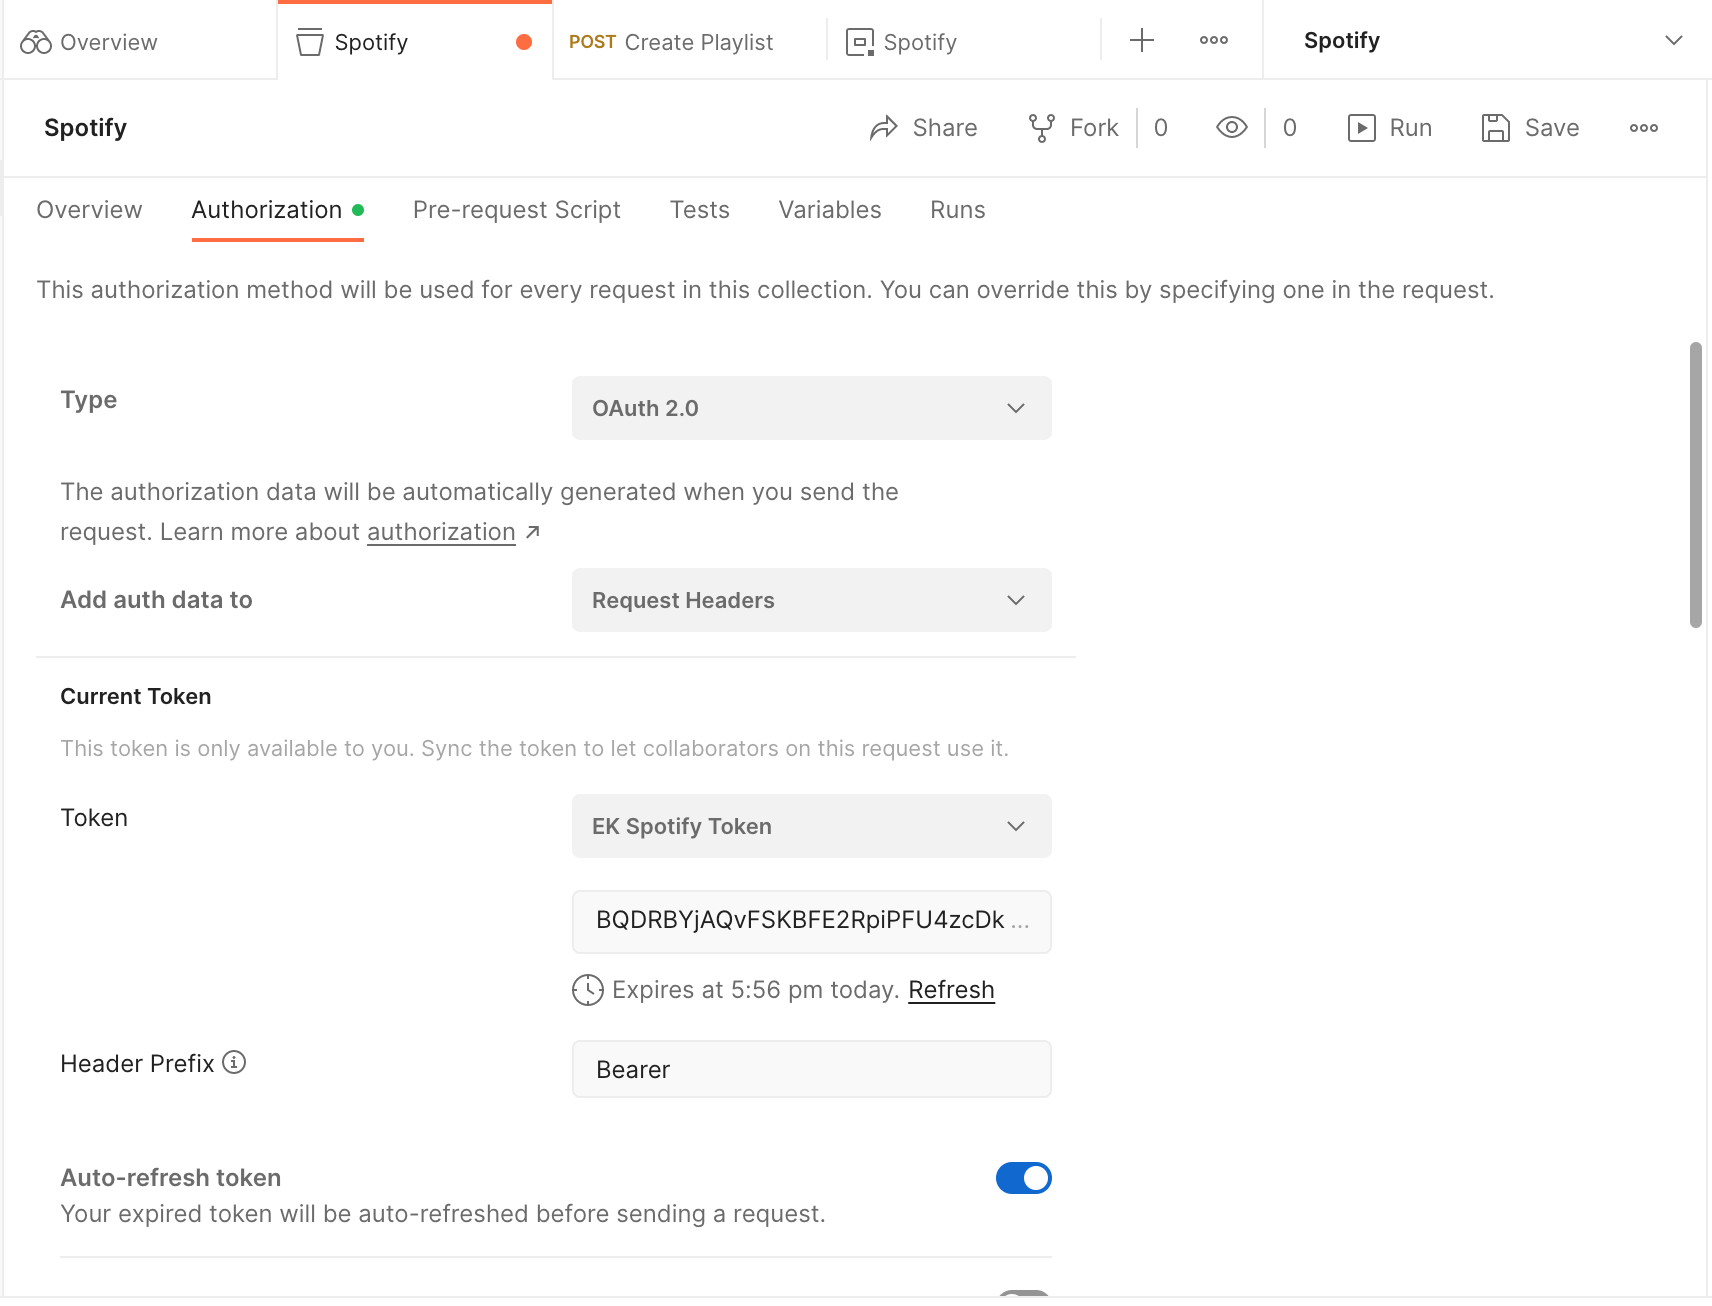 Overview
Spotify
POST Create Playlist
Spotify
Spotify
Spotify
Share
Fork
0
0
Run
Save
Overview
Authorization
Pre-request Script
Tests
Variables
Runs
This authorization method will be used for every request in this collection. You can override this by specifying one in the request.
Type
OAuth 2.0
The authorization data will be automatically generated when you send the
request. Learn more about authorization ↗
Add auth data to
Request Headers
Current Token
This token is only available to you. Sync the token to let collaborators on this request use it.
Token
EK Spotify Token
BQDRBYjAQvFSKBFE2RpiPFU4zcDk ...
Expires at 5:56 pm today. Refresh
Header Prefix
Bearer
Auto-refresh token
Your expired token will be auto-refreshed before sending a request.